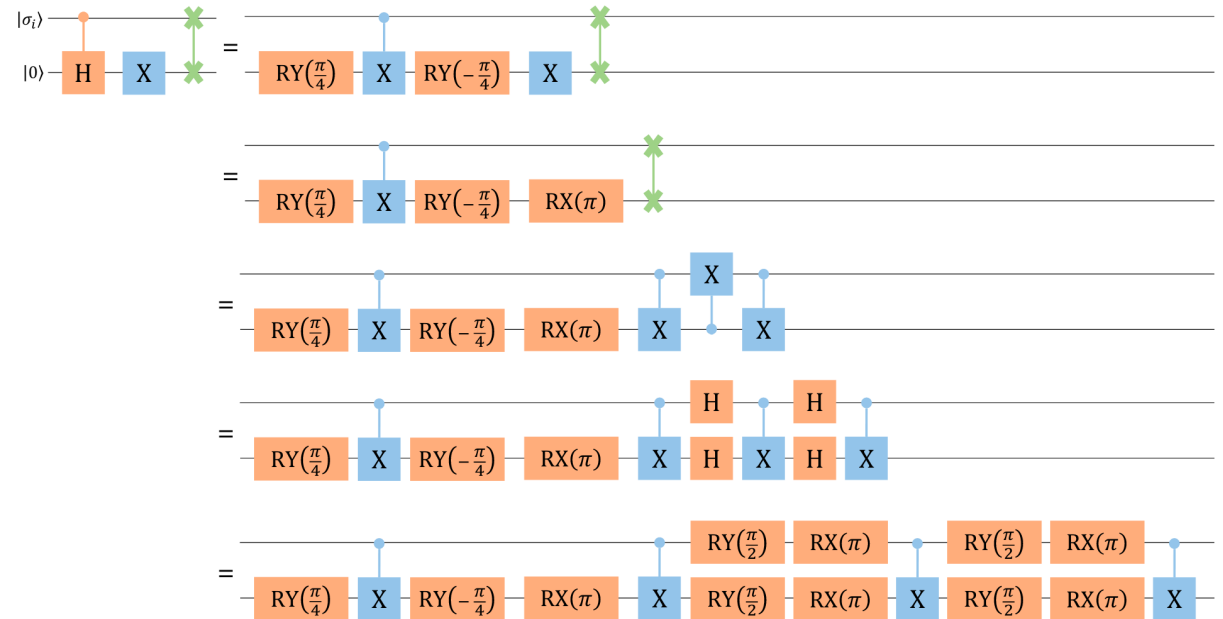 |σᵢ⟩
= RY(π/4) X RY(−π/4) X
|0⟩ H X
= RY(π/4) X RY(−π/4) RX(π)
X
= RY(π/4) X RY(−π/4) RX(π) X X
H H
= RY(π/4) X RY(−π/4) RX(π) X H X H X
RY(π/2) RX(π) RY(π/2) RX(π)
= RY(π/4) X RY(−π/4) RX(π) X RY(π/2) RX(π) X RY(π/2) RX(π) X